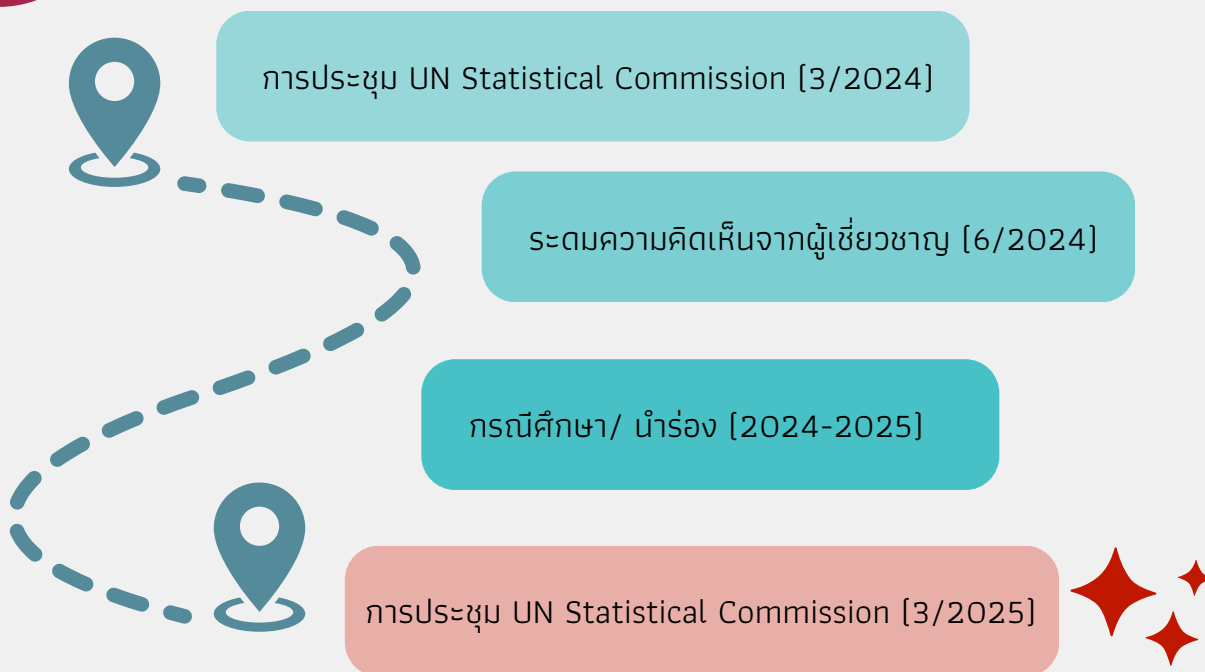 การประชุม UN Statistical Commission (3/2024)
ระดมความคิดเห็นจากผู้เชี่ยวชาญ (6/2024)
กรณีศึกษา/ นำร่อง (2024-2025)
การประชุม UN Statistical Commission (3/2025)